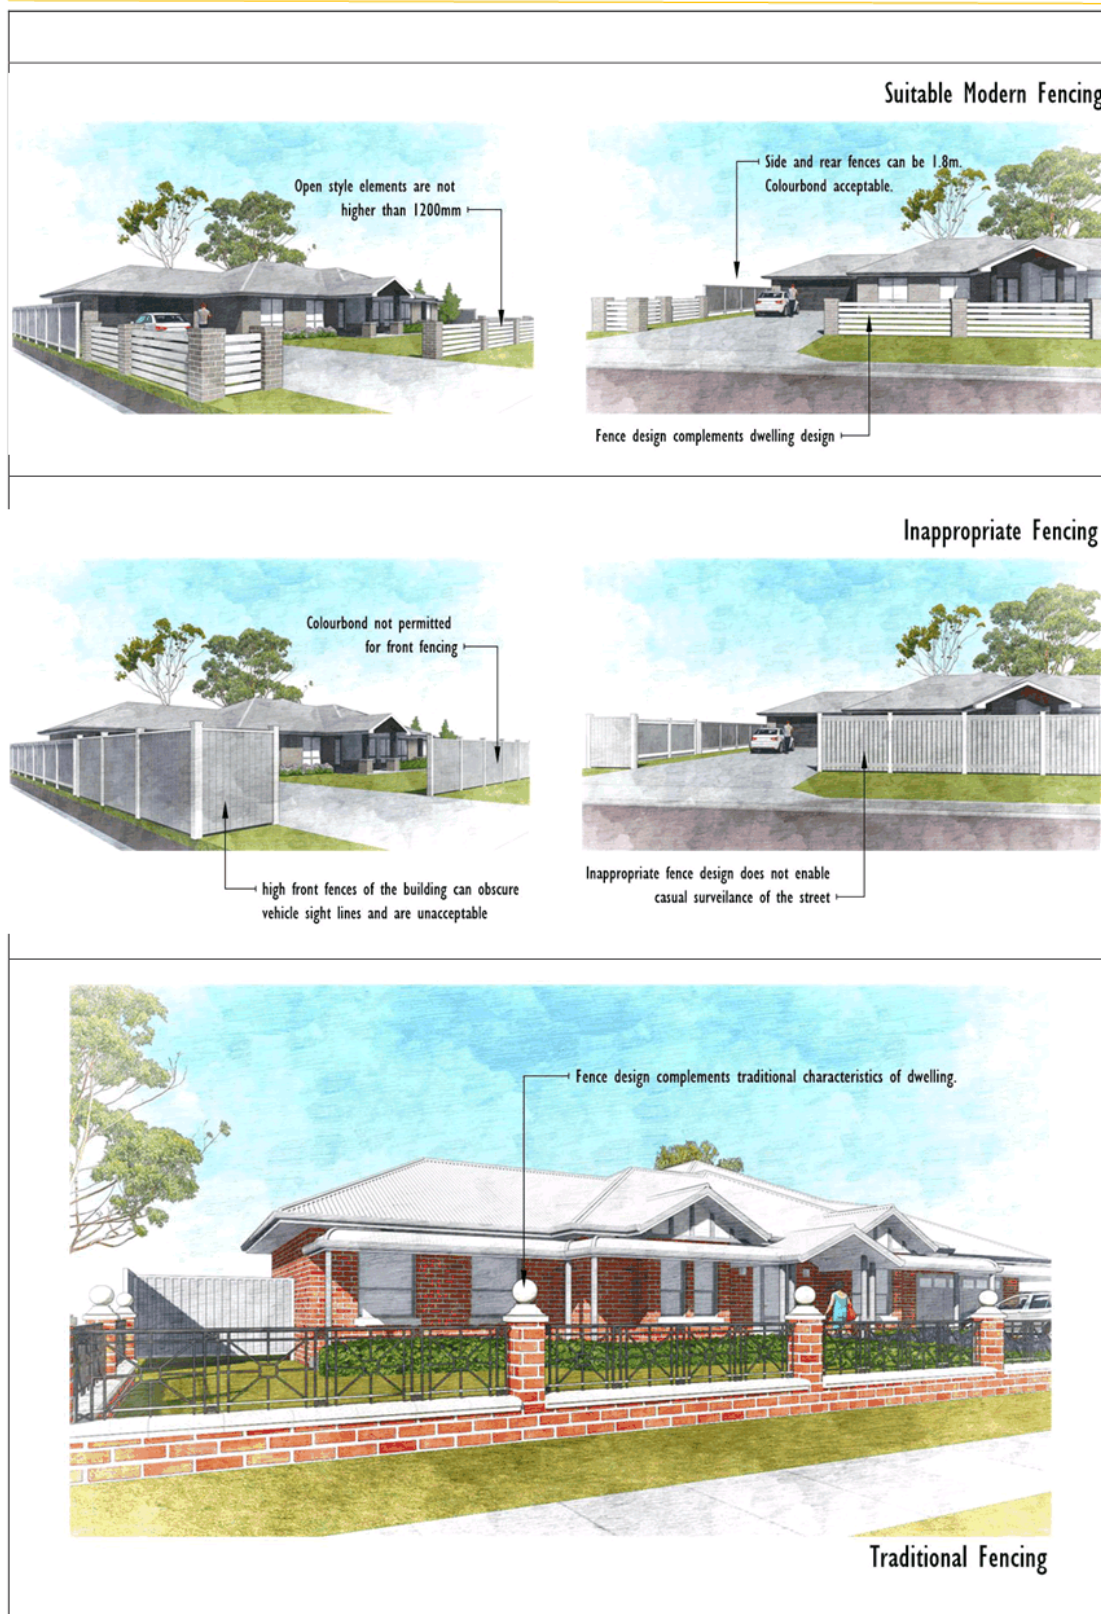 Suitable Modern Fencing
Open style elements are not
higher than 1200mm
Side and rear fences can be 1.8m.
Colourbond acceptable.
Fence design complements dwelling design
Inappropriate Fencing
Colourbond not permitted
for front fencing
high front fences of the building can obscure
vehicle sight lines and are unacceptable
Inappropriate fence design does not enable
casual surveilance of the street
Fence design complements traditional characteristics of dwelling.
Traditional Fencing